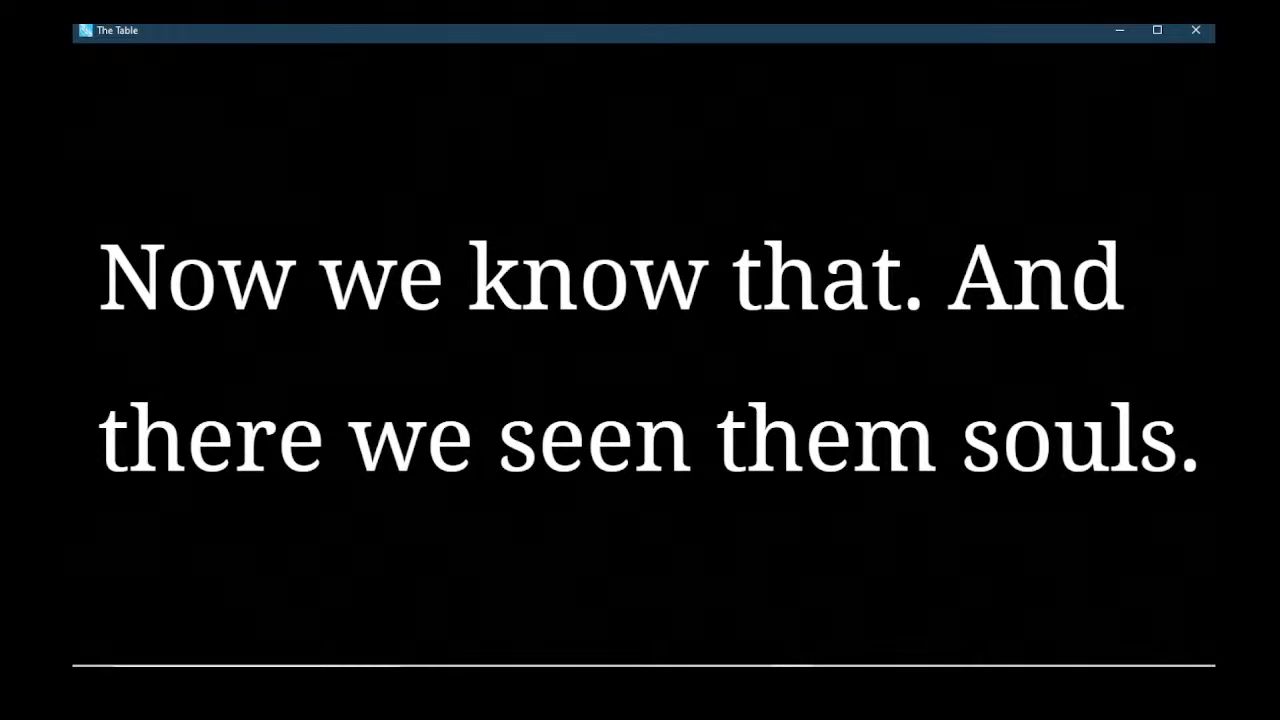 The Table
Now we know that. And
there we seen them souls.